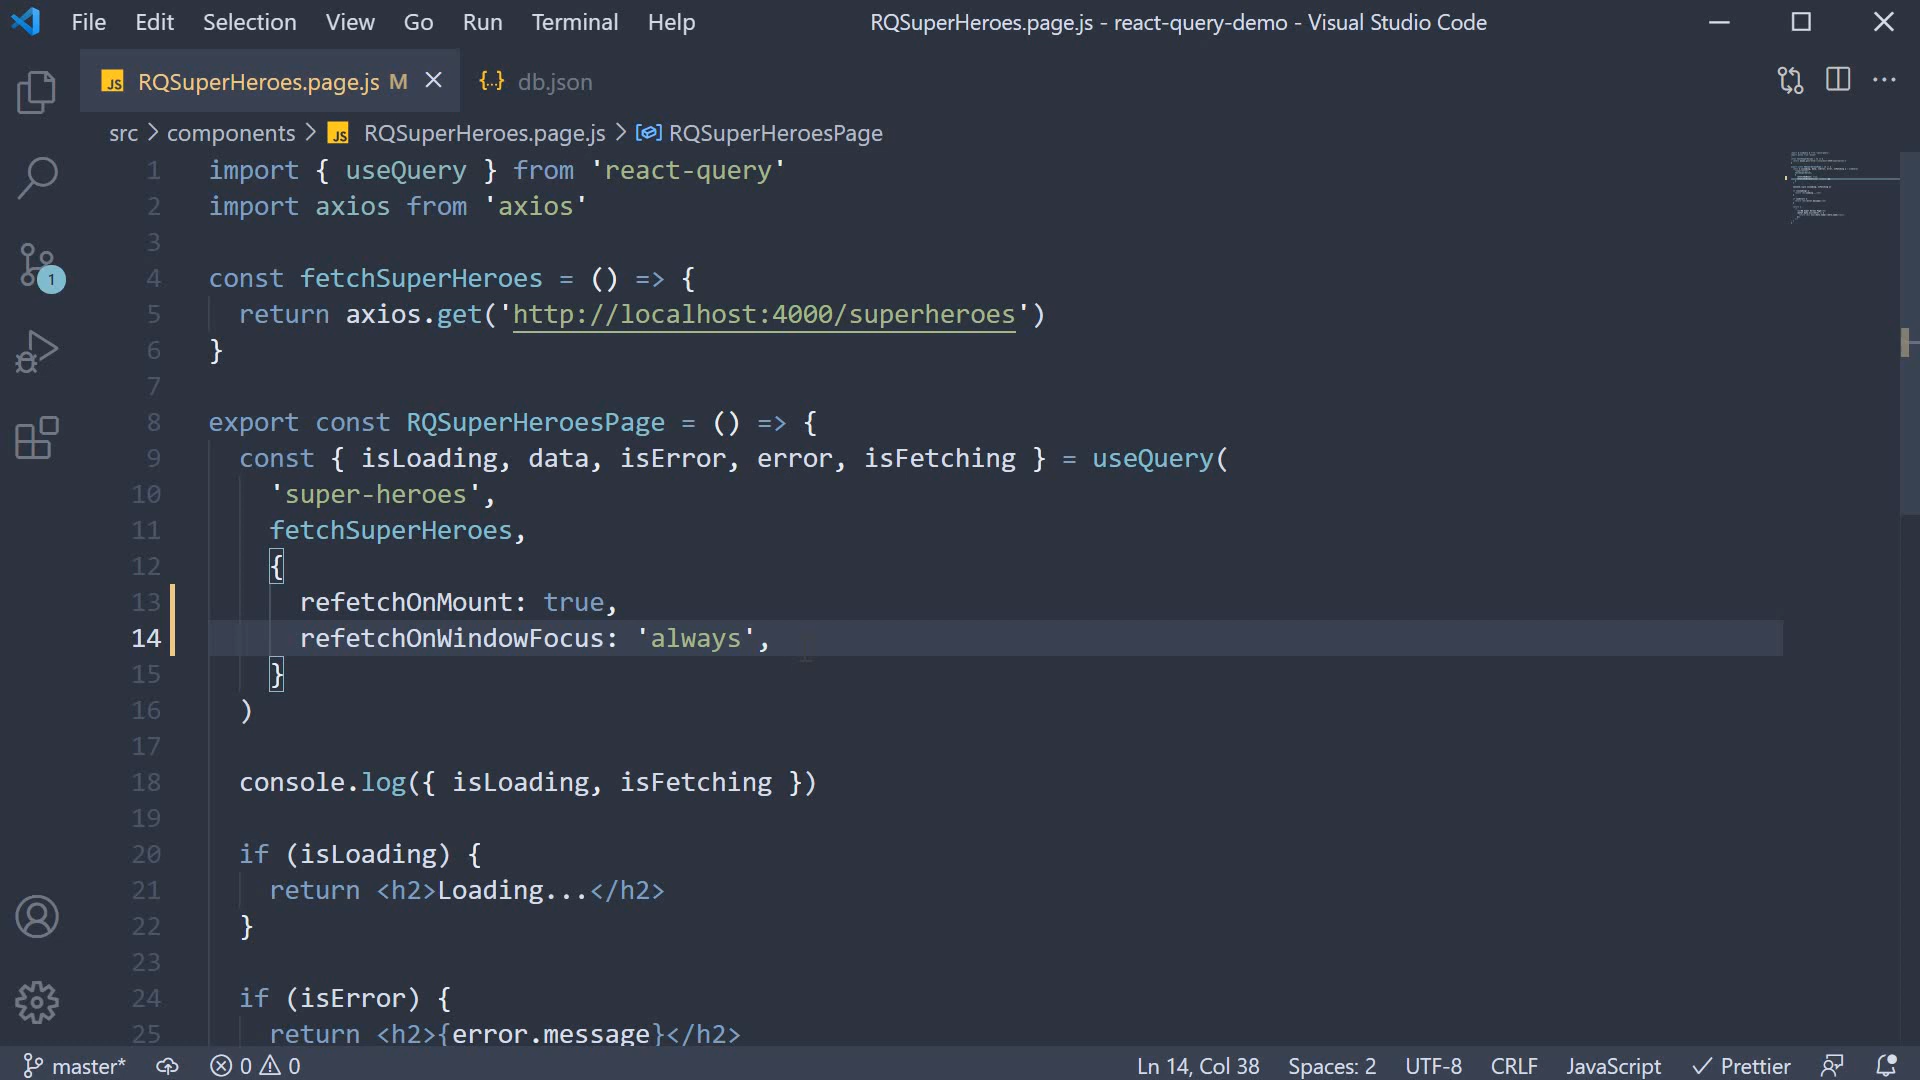 File Edit Selection View Go Run Terminal Help RQSuperHeroes.page.js - react-query-demo - Visual Studio Code
JS RQSuperHeroes.page.js M {..} db.json
src > components > JS RQSuperHeroes.page.js > RQSuperHeroesPage
1 import { useQuery } from 'react-query'
2 import axios from 'axios'
3
4 const fetchSuperHeroes = () => {
5 return axios.get('http://localhost:4000/superheroes')
6 }
7
8 export const RQSuperHeroesPage = () => {
9 const { isLoading, data, isError, error, isFetching } = useQuery(
10 'super-heroes',
11 fetchSuperHeroes,
12 {
13 refetchOnMount: true,
14 refetchOnWindowFocus: 'always',
15 }
16 )
17
18 console.log({ isLoading, isFetching })
19
20 if (isLoading) {
21 return <h2>Loading...</h2>
22 }
23
24 if (isError) {
25 return <h2>{error.message}</h2>
1
master* 0 0 Ln 14, Col 38 Spaces: 2 UTF-8 CRLF JavaScript Prettier